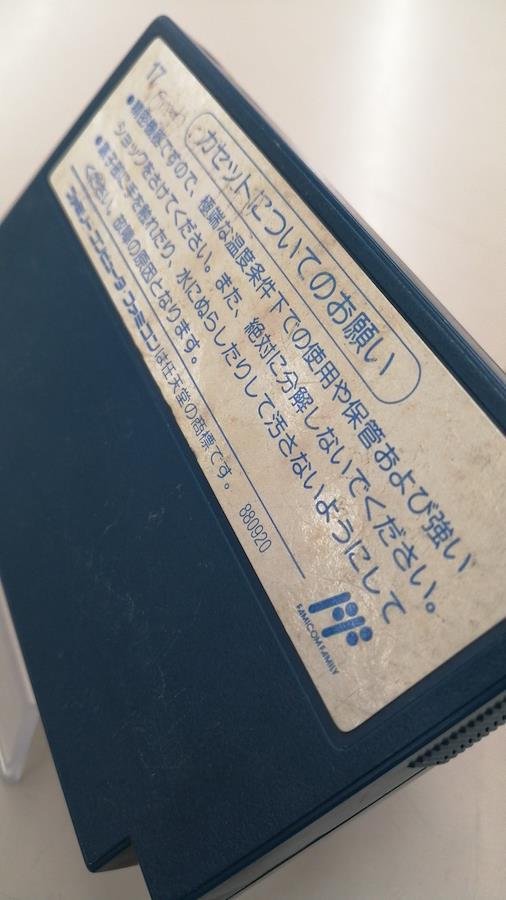 17
カセットについてのお願い
●精密機器ですので、極端な温度条件下での使用や保管および強い
ショックをさけてください。また、絶対に分解しないでください。
●端子部に手を触れたり、水にぬらしたりして汚さないようにして
ください。故障の原因となります。
ファミリーコンピュータ ファミコンは任天堂の商標です。
880920
FF
FAMICOM FAMILY